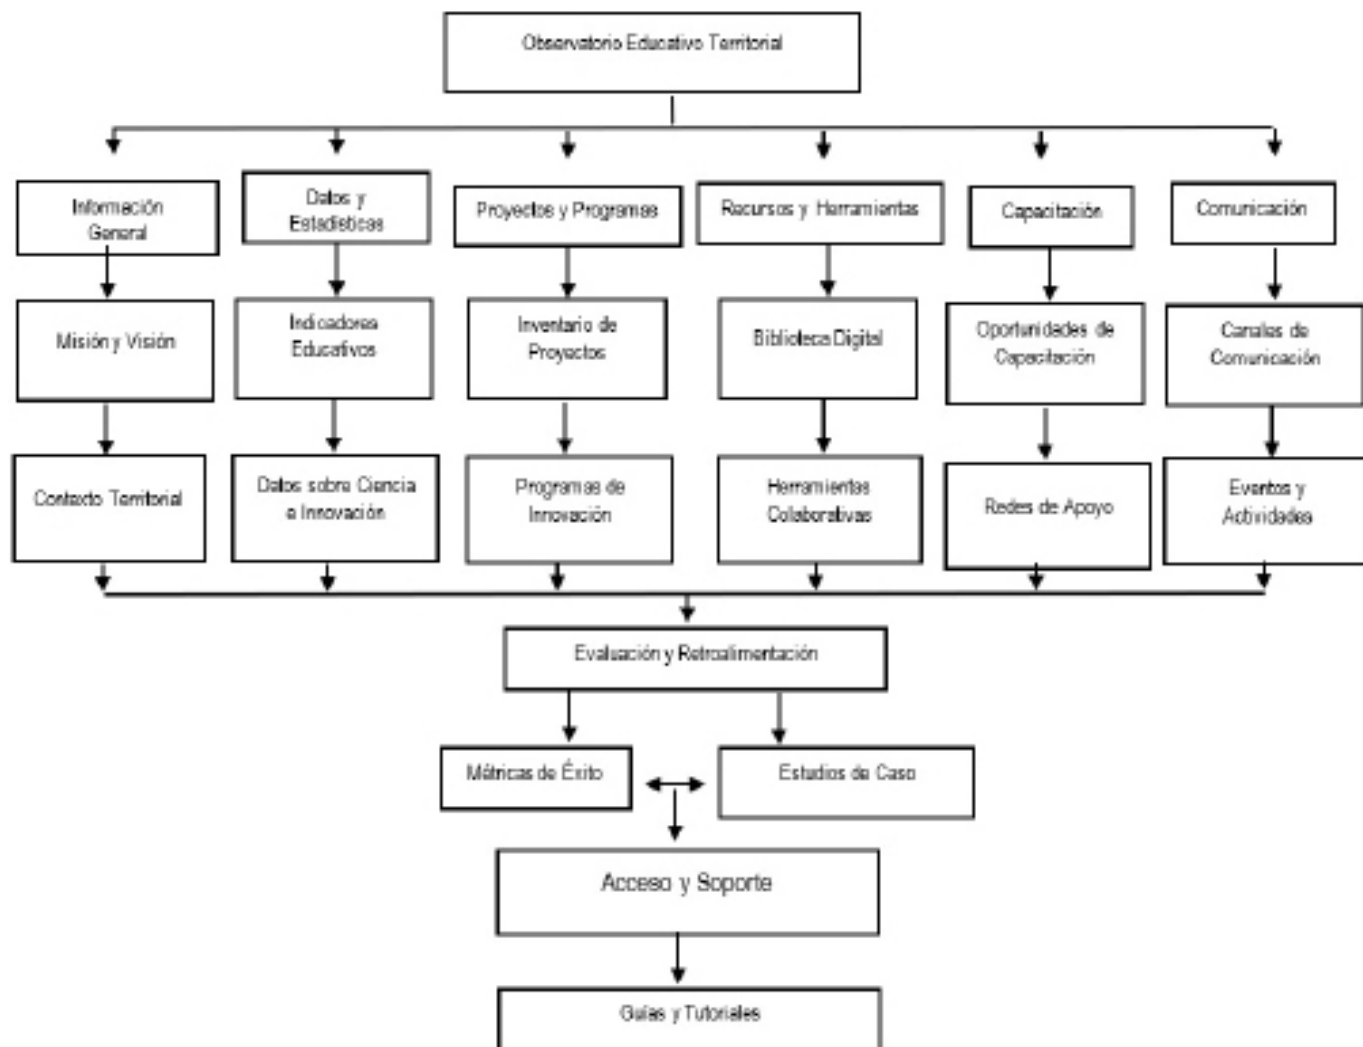 Observatorio Educativo Territorial
Información
General
Datos y
Estadísticas
Proyectos y Programas
Recursos y Herramientas
Capacitación
Comunicación
Misión y Visión
Indicadores
Educativos
Inventario de
Proyectos
Biblioteca Digital
Oportunidades de
Capacitación
Canales de
Comunicación
Contexto Territorial
Datos sobre Ciencia
e Innovación
Programas de
Innovación
Herramientas
Colaborativas
Redes de Apoyo
Eventos y
Actividades
Evaluación y Retroalimentación
Métricas de Éxito
Estudios de Caso
Acceso y Soporte
Guías y Tutoriales